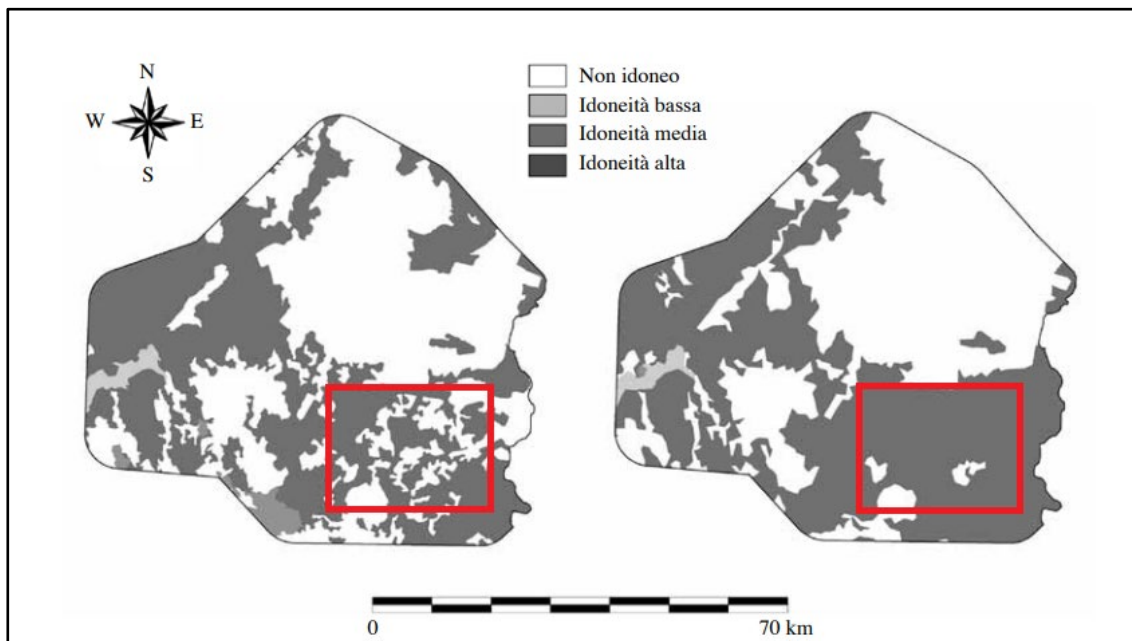 N
W E
S
Non idoneo
Idoneità bassa
Idoneità media
Idoneità alta
0 70 km